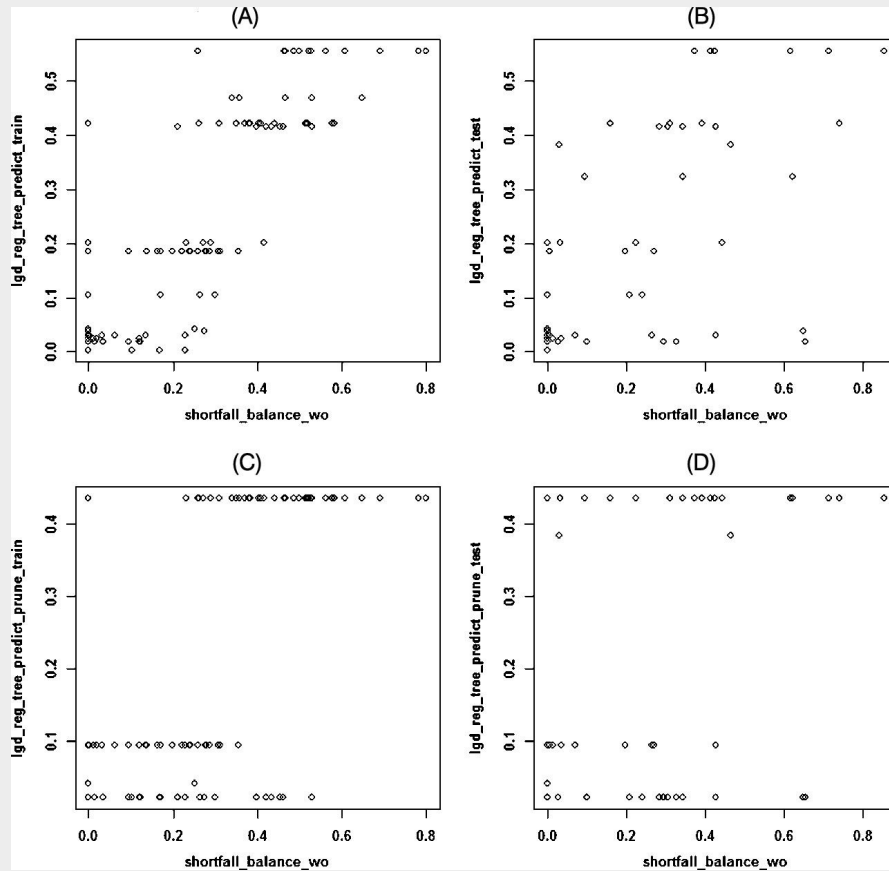 (A)
(B)
lgd_reg_tree_predict_train
0.0 0.1 0.2 0.3 0.4 0.5
0.0 0.2 0.4 0.6 0.8
shortfall_balance_wo
lgd_reg_tree_predict_test
0.0 0.1 0.2 0.3 0.4 0.5
0.0 0.2 0.4 0.6 0.8
shortfall_balance_wo
(C)
(D)
lgd_reg_tree_predict_prune_train
0.1 0.2 0.3 0.4
0.0 0.2 0.4 0.6 0.8
shortfall_balance_wo
lgd_reg_tree_predict_prune_test
0.1 0.2 0.3 0.4
0.0 0.2 0.4 0.6 0.8
shortfall_balance_wo